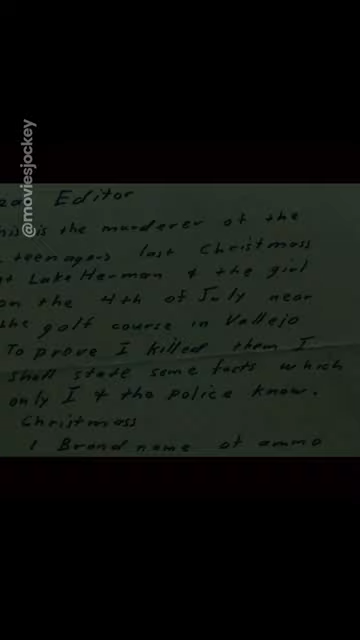 @moviesjockey
Editor
is the murderer of the
teenagers last Christmass
Lake Herman & the girl
on the 4th of July near
the golf course in Vallejo
To prove I killed them I
shall state some facts which
only I & the police know.
Christmass
1 Brand name of ammo